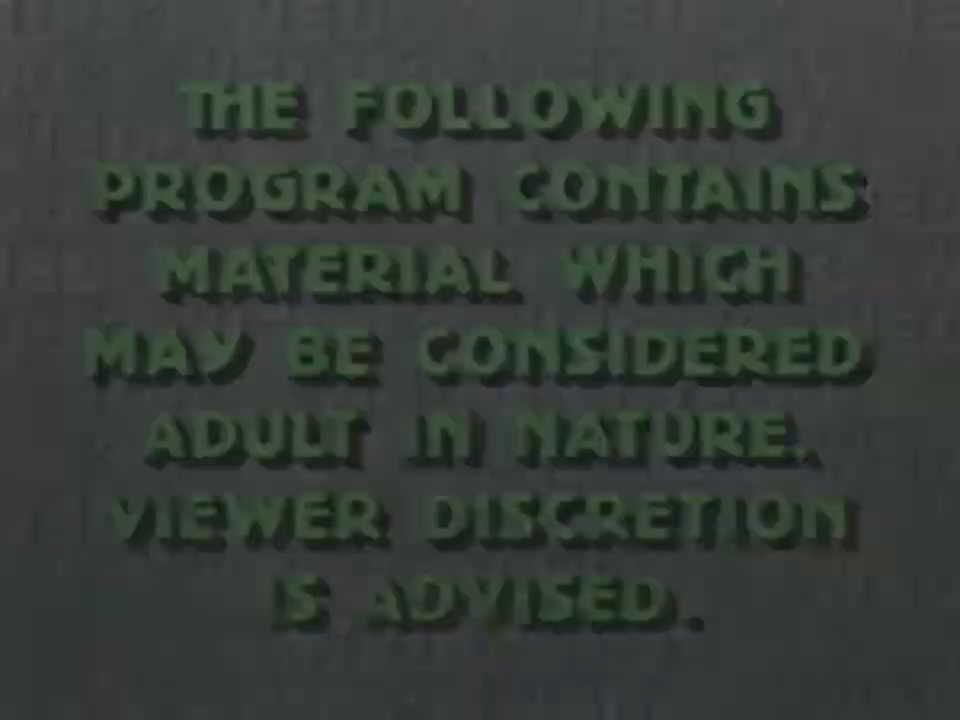 THE FOLLOWING
PROGRAM CONTAINS
MATERIAL WHICH
MAY BE CONSIDERED
ADULT IN NATURE.
VIEWER DISCRETION
IS ADVISED.